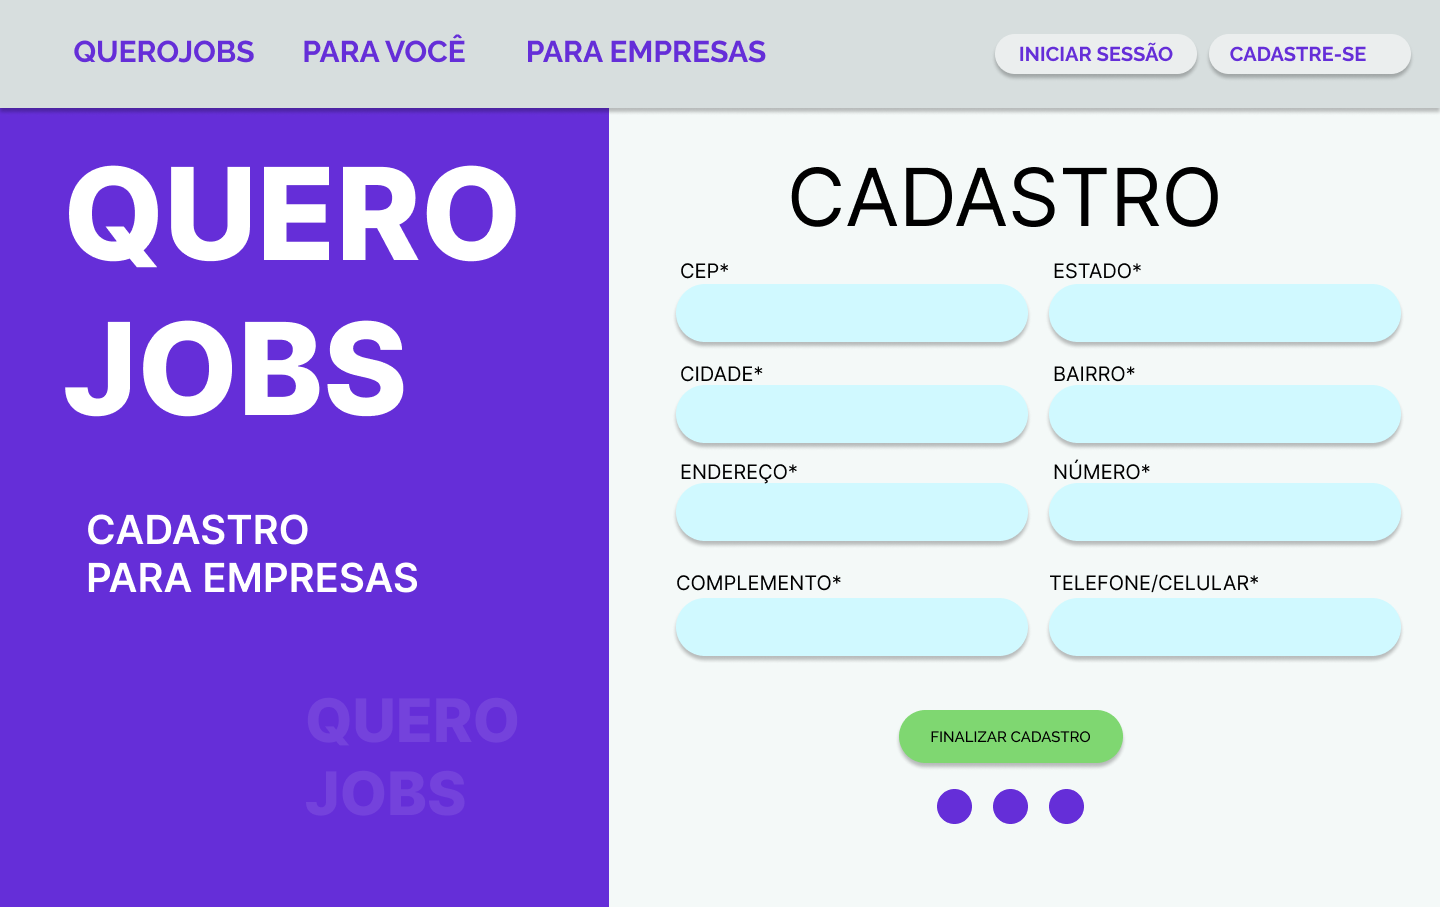 QUEROJOBS PARA VOCÊ PARA EMPRESAS INICIAR SESSÃO CADASTRE-SE
QUERO
JOBS
CADASTRO
PARA EMPRESAS
QUERO
JOBS
CADASTRO
CEP* ESTADO*
CIDADE* BAIRRO*
ENDEREÇO* NÚMERO*
COMPLEMENTO* TELEFONE/CELULAR*
FINALIZAR CADASTRO